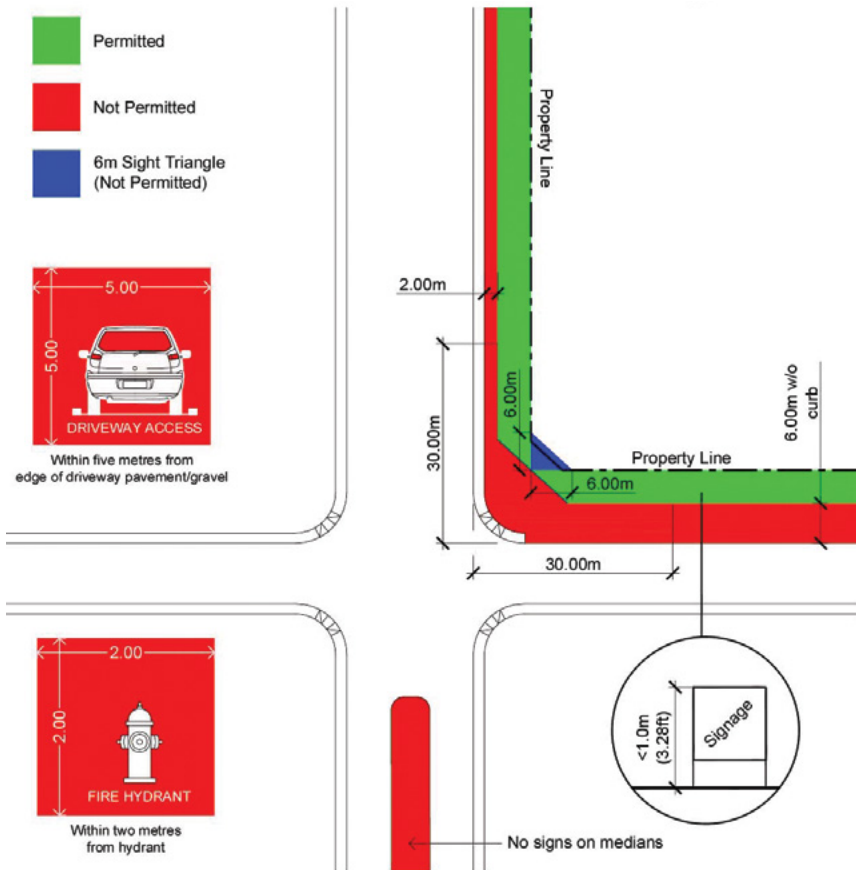 Permitted
Not Permitted
6m Sight Triangle
(Not Permitted)
5.00
5.00
DRIVEWAY ACCESS
Within five metres from
edge of driveway pavement/gravel
Property Line
2.00m
6.00m
30.00m
Property Line
6.00m
6.00m w/o
curb
30.00m
2.00
2.00
FIRE HYDRANT
Within two metres
from hydrant
<1.0m
(3.28ft)
Signage
No signs on medians